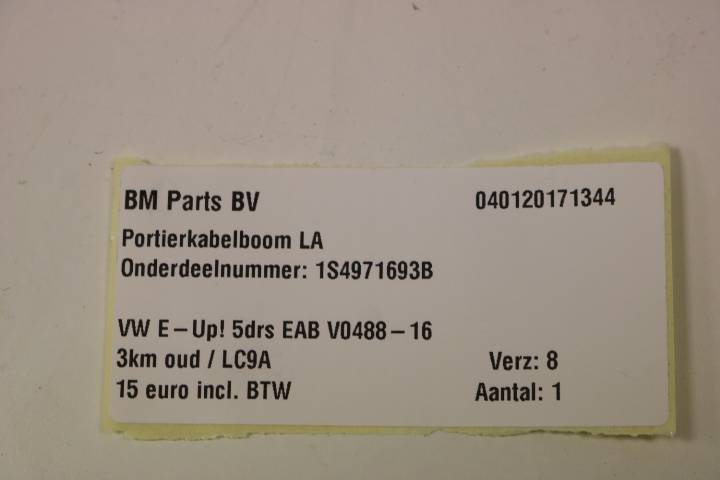 BM Parts BV 040120171344
Portierkabelboom LA
Onderdeelnummer: 1S4971693B
VW E-Up! 5drs EAB V0488-16
3km oud / LC9A Verz: 8
15 euro incl. BTW Aantal: 1